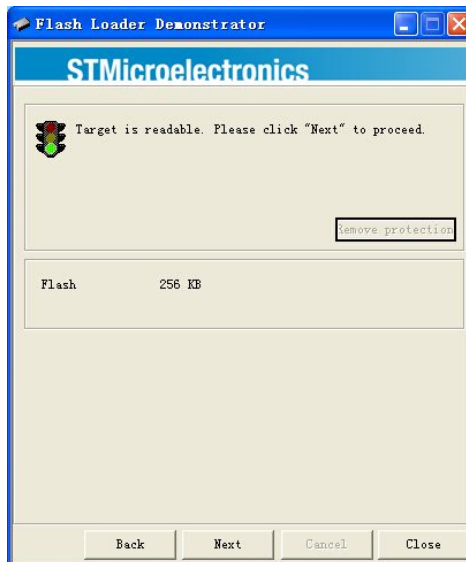 Flash Loader Demonstrator
STMicroelectronics
Target is readable. Please click "Next" to proceed.
Remove protection
Flash 256 KB
Back Next Cancel Close